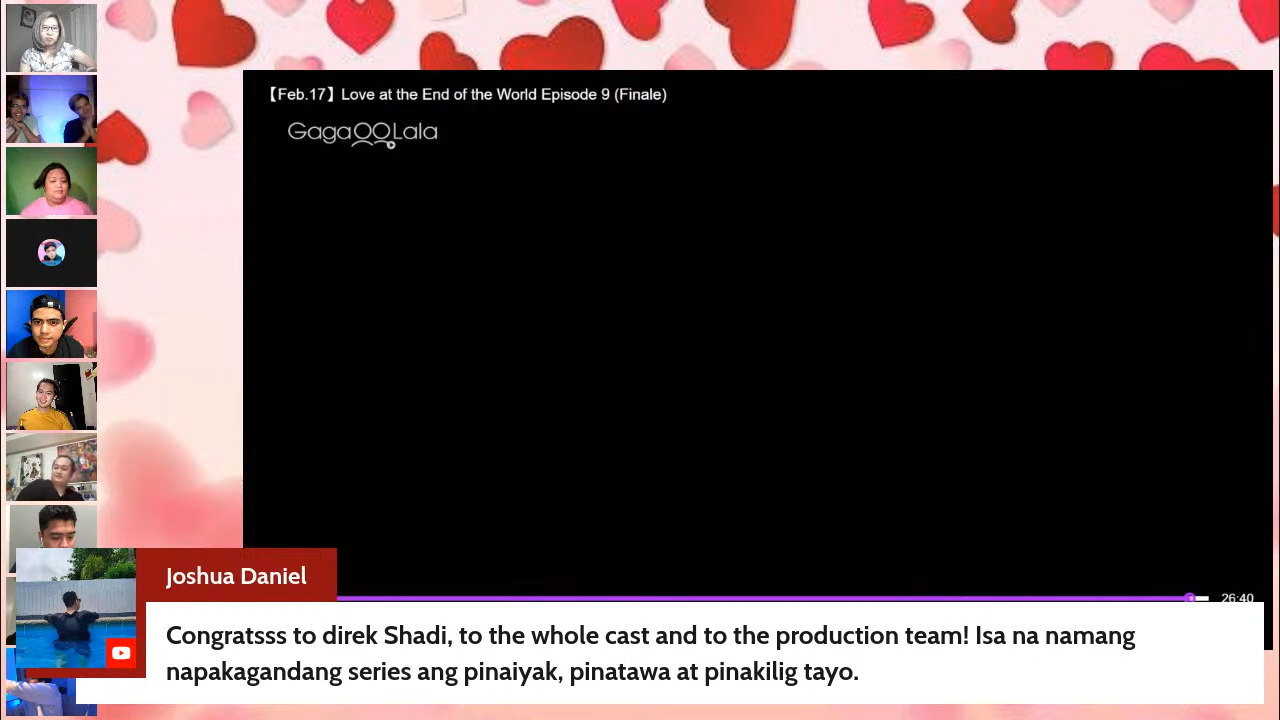 【Feb.17】Love at the End of the World Episode 9 (Finale)
GagaOOLala
Joshua Daniel
26:40
Congratsss to direk Shadi, to the whole cast and to the production team! Isa na namang
napakagandang series ang pinaiyak, pinatawa at pinakilig tayo.